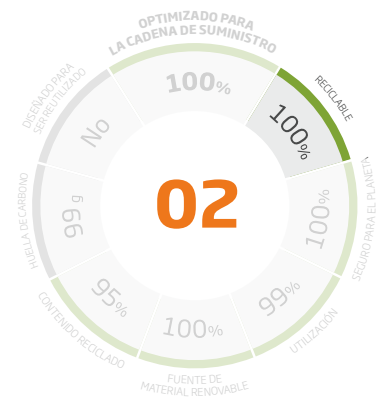 OPTIMIZADO PARA
LA CADENA DE SUMINISTRO
100%
RECICLABLE
100%
SEGURO PARA EL PLANETA
100%
UTILIZACIÓN
99%
FUENTE DE
MATERIAL RENOVABLE
100%
CONTENIDO RECICLADO
95%
HUELLA DE CARBONO
66 g
DISEÑADO PARA
SER REUTILIZADO
No
02